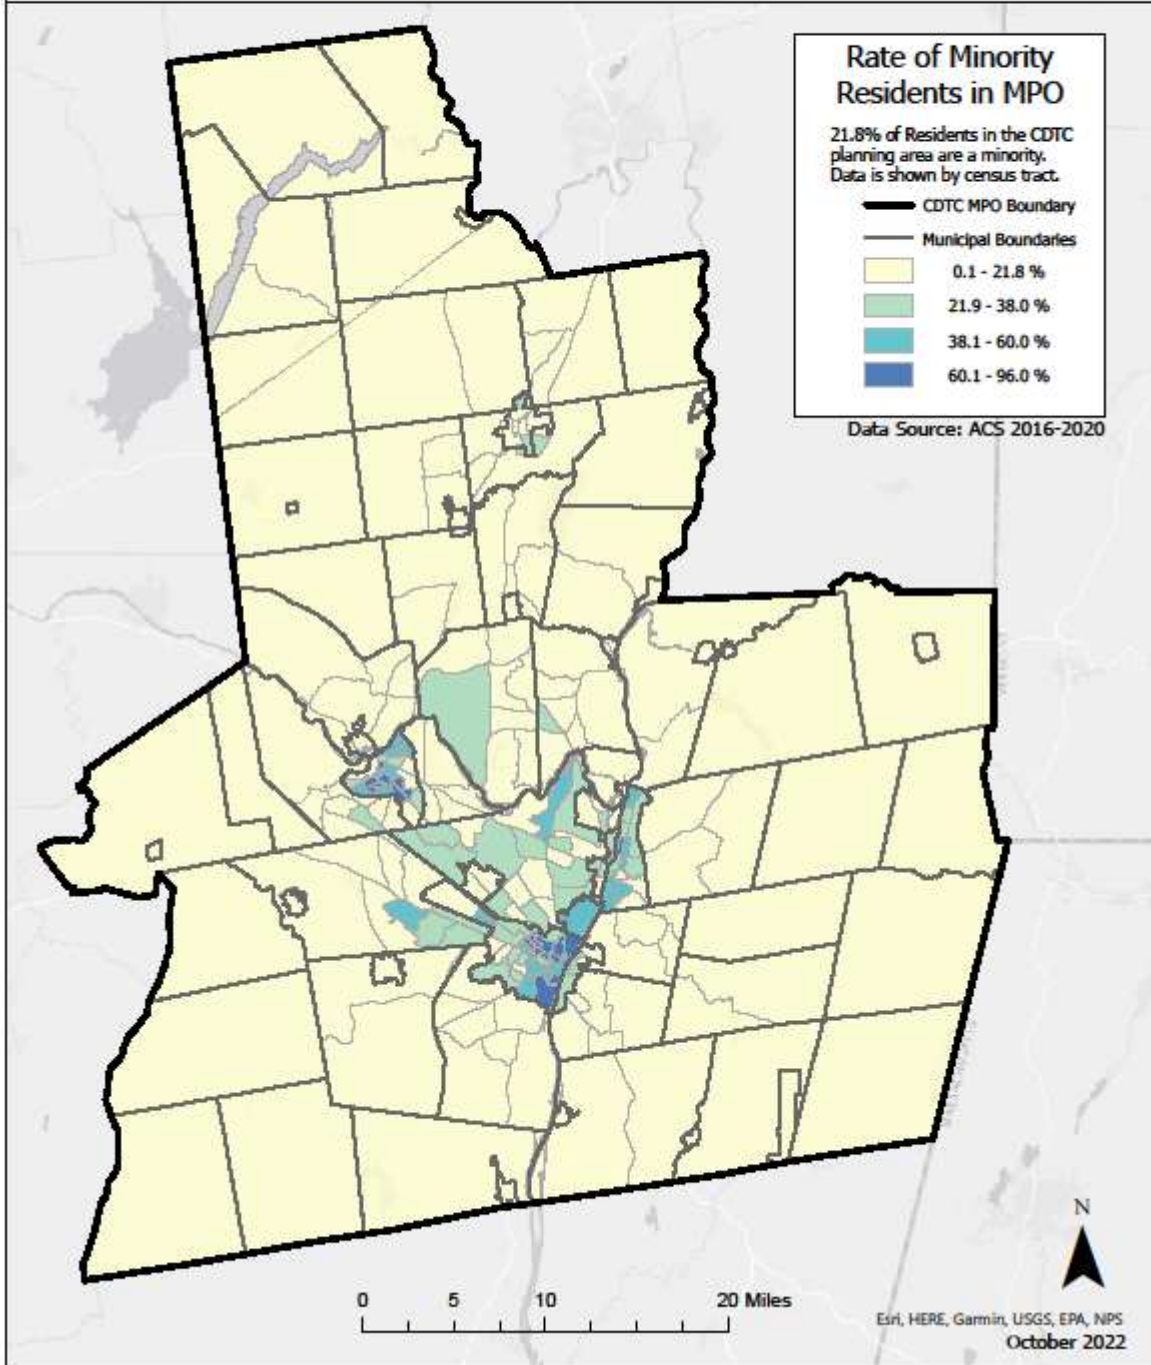 Rate of Minority
Residents in MPO
21.8% of Residents in the CDTC
planning area are a minority.
Data is shown by census tract.
CDTC MPO Boundary
Municipal Boundaries
0.1 - 21.8 %
21.9 - 38.0 %
38.1 - 60.0 %
60.1 - 96.0 %
Data Source: ACS 2016-2020
N
0 5 10 20 Miles
Esri, HERE, Garmin, USGS, EPA, NPS
October 2022